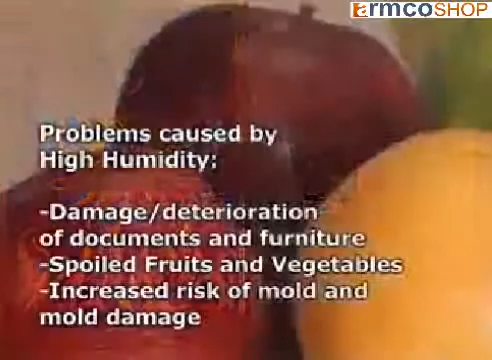 armcoSHOP
Problems caused by
High Humidity:
-Damage/deterioration
of documents and furniture
-Spoiled Fruits and Vegetables
-Increased risk of mold and
mold damage